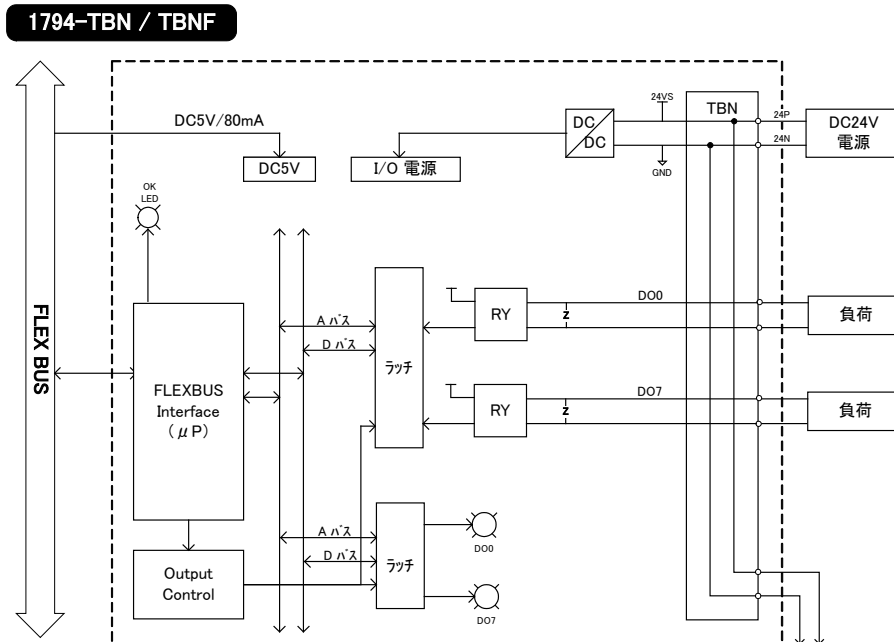 1794-TBN / TBNF
DC5V/80mA
DC5V
I/O 電源
DC
DC
24VS
GND
TBN
24P
24N
DC24V
電源
OK
LED
FLEX BUS
FLEXBUS
Interface
(μP)
A バス
D バス
ラッチ
RY
Z
DO0
負荷
RY
Z
DO7
負荷
Output
Control
A バス
D バス
ラッチ
DO0
DO7